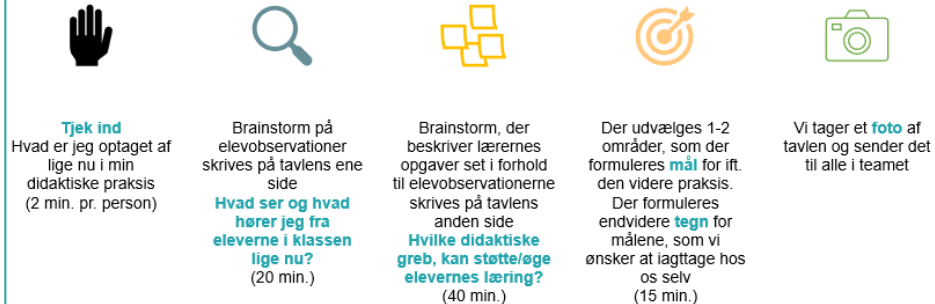 Tjek ind
Hvad er jeg optaget af
lige nu i min
didaktiske praksis
(2 min. pr. person)
Brainstorm på
elevobservationer
skrives på tavlens ene
side
Hvad ser og hvad
hører jeg fra
eleverne i klassen
lige nu?
(20 min.)
Brainstorm, der
beskriver lærernes
opgaver set i forhold
til elevobservationerne
skrives på tavlens
anden side
Hvilke didaktiske
greb, kan støtte/øge
elevernes læring?
(40 min.)
Der udvælges 1-2
områder, som der
formuleres mål for ift.
den videre praksis.
Der formuleres
endvidere tegn for
målene, som vi
ønsker at iagttage hos
os selv
(15 min.)
Vi tager et foto af
tavlen og sender det
til alle i teamet